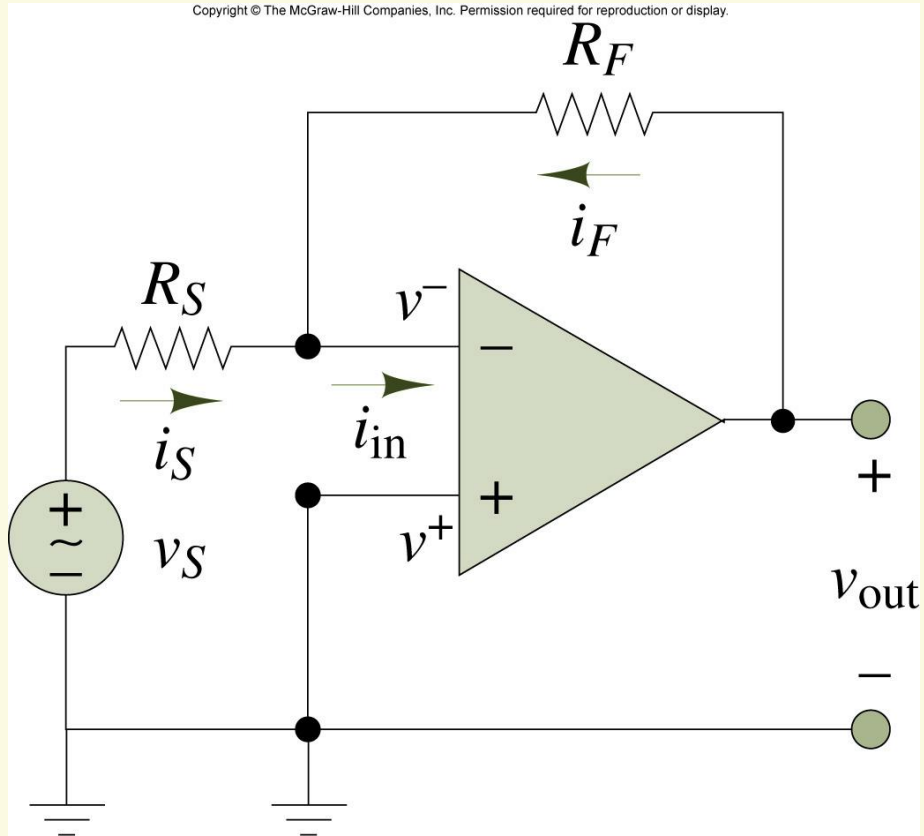 Copyright © The McGraw-Hill Companies, Inc. Permission required for reproduction or display.
R_F
i_F
R_S
v^−
−
i_S
i_in
+
+
~
−
v_S
v^+
+
v_out
−